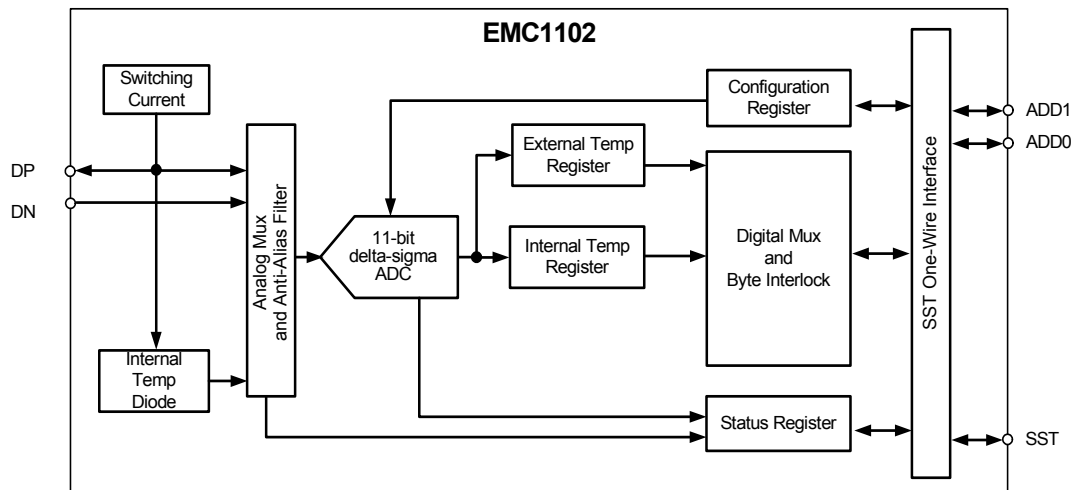 EMC1102
Switching
Current
Configuration
Register
ADD1
ADD0
External Temp
Register
DP
DN
Analog Mux
and Anti-Alias Filter
11-bit
delta-sigma
ADC
Internal Temp
Register
Digital Mux
and
Byte Interlock
SST One-Wire Interface
Internal
Temp
Diode
Status Register
SST